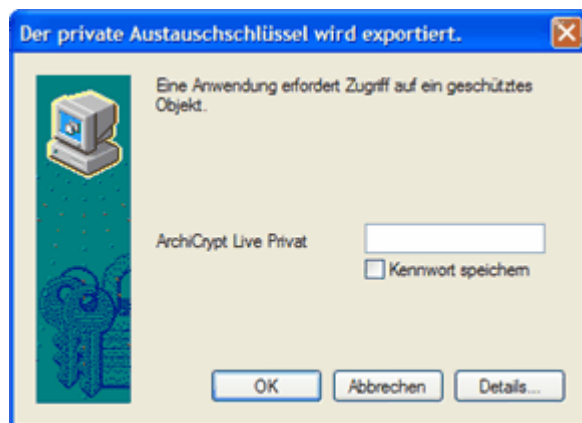 Der private Austauschschlüssel wird exportiert.
Eine Anwendung erfordert Zugriff auf ein geschütztes
Objekt.
ArchiCrypt Live Privat
Kennwort speichern
OK
Abbrechen
Details...